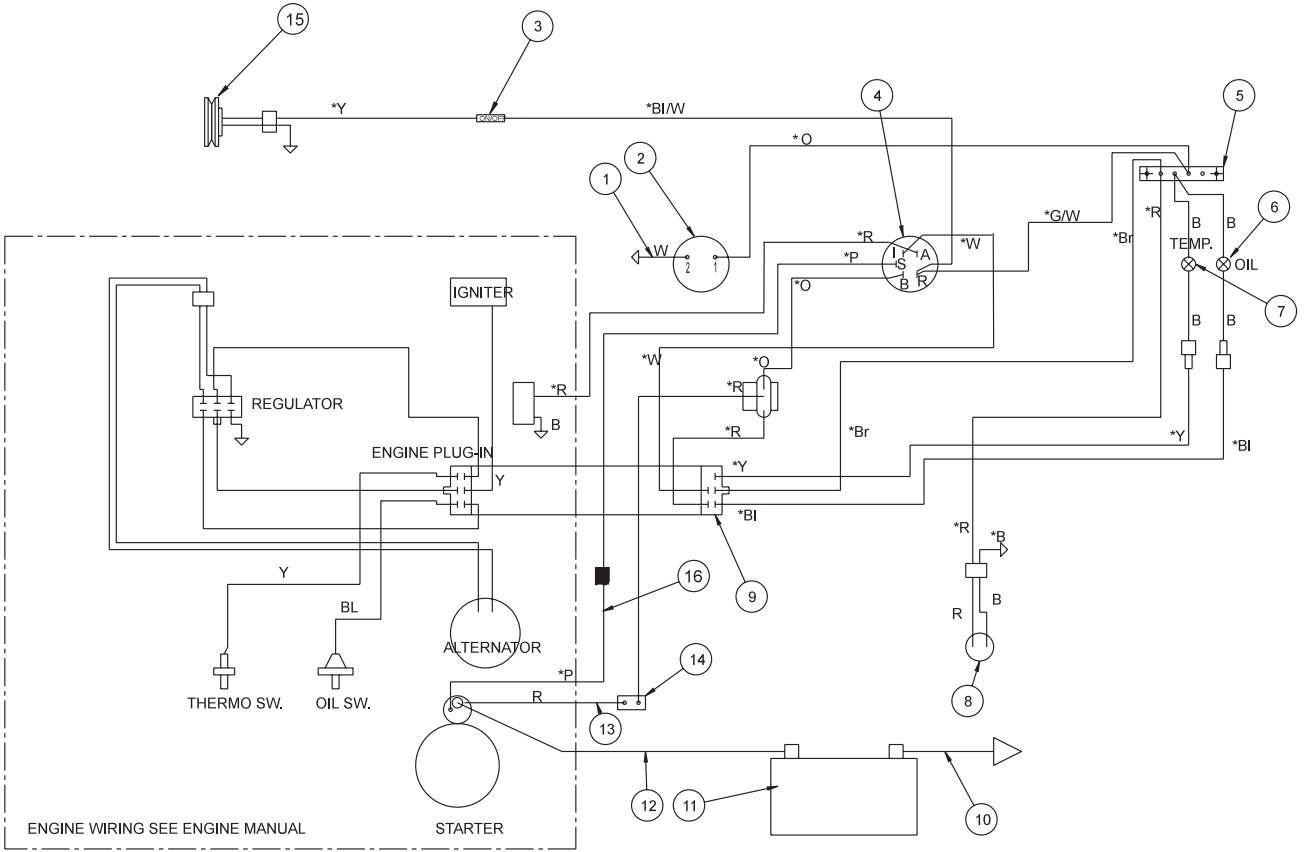 15
3
*Y
ON/OFF
*Bl/W
4
5
*O
2
1
W
2
1
*R
*P
*O
I
A
S
B
R
*W
*G/W
*Br
*R
B
B
6
TEMP.
OIL
7
B
B
IGNITER
REGULATOR
*R
B
*W
*O
*R
*R
*Br
*Y
*Bl
ENGINE PLUG-IN
Y
*Y
*Bl
9
16
*R
*B
R
B
8
Y
BL
ALTERNATOR
THERMO SW.
OIL SW.
*P
R
13
14
12
11
10
ENGINE WIRING SEE ENGINE MANUAL
STARTER